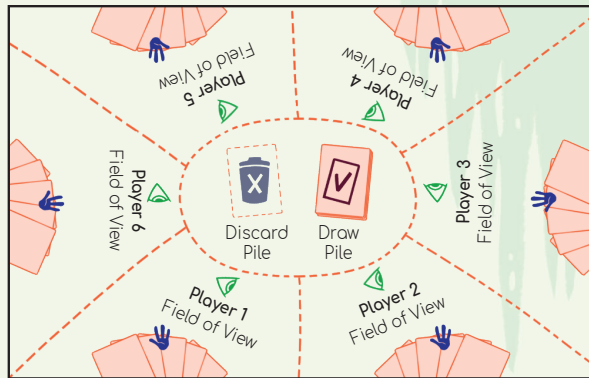 Player 5
Field of View
Player 4
Field of View
Player 6
Field of View
X
V
Player 3
Field of View
Discard
Pile
Draw
Pile
Player 1
Field of View
Player 2
Field of View